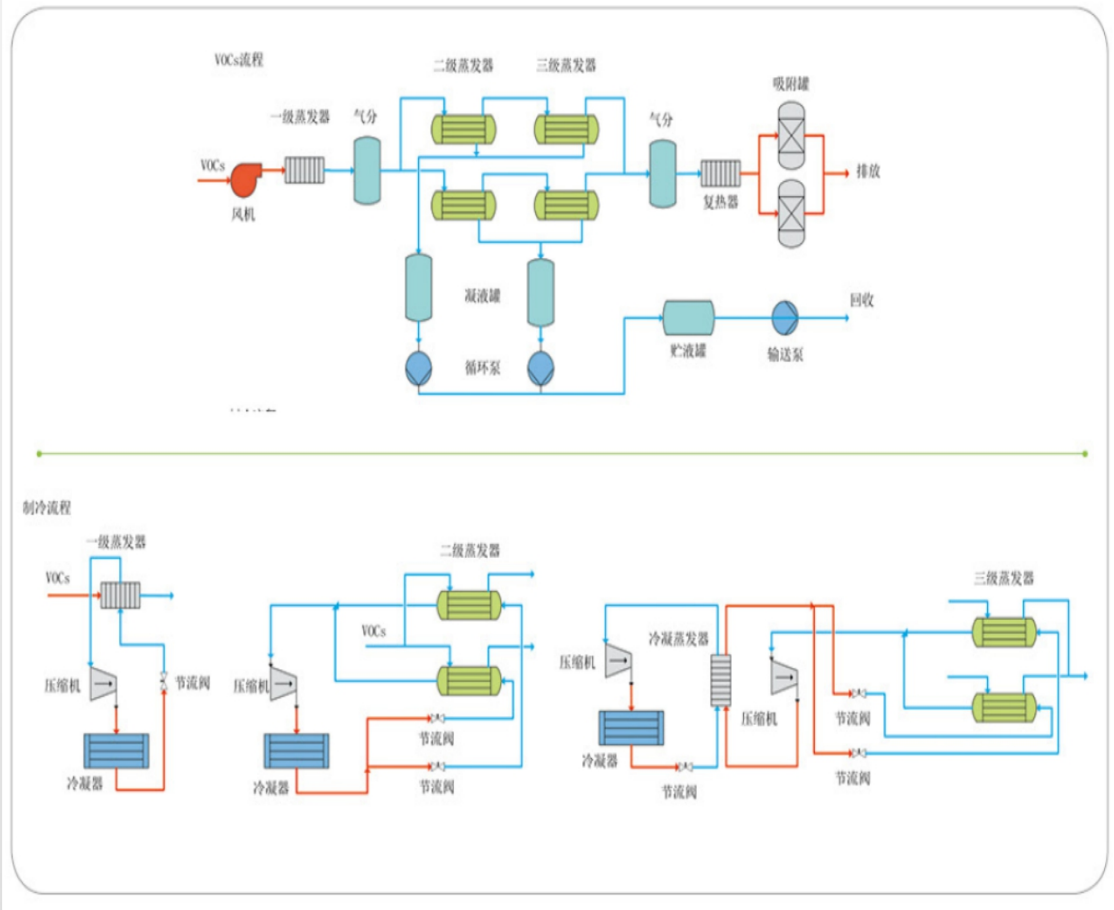 VOCs流程
二级蒸发器
三级蒸发器
吸附罐
一级蒸发器
气分
气分
VOCs
排放
风机
复热器
凝液罐
回收
贮液罐
输送泵
循环泵
制冷流程
一级蒸发器
VOCs
压缩机
节流阀
冷凝器
二级蒸发器
VOCs
压缩机
节流阀
冷凝器
节流阀
三级蒸发器
冷凝蒸发器
压缩机
压缩机
节流阀
冷凝器
节流阀
节流阀